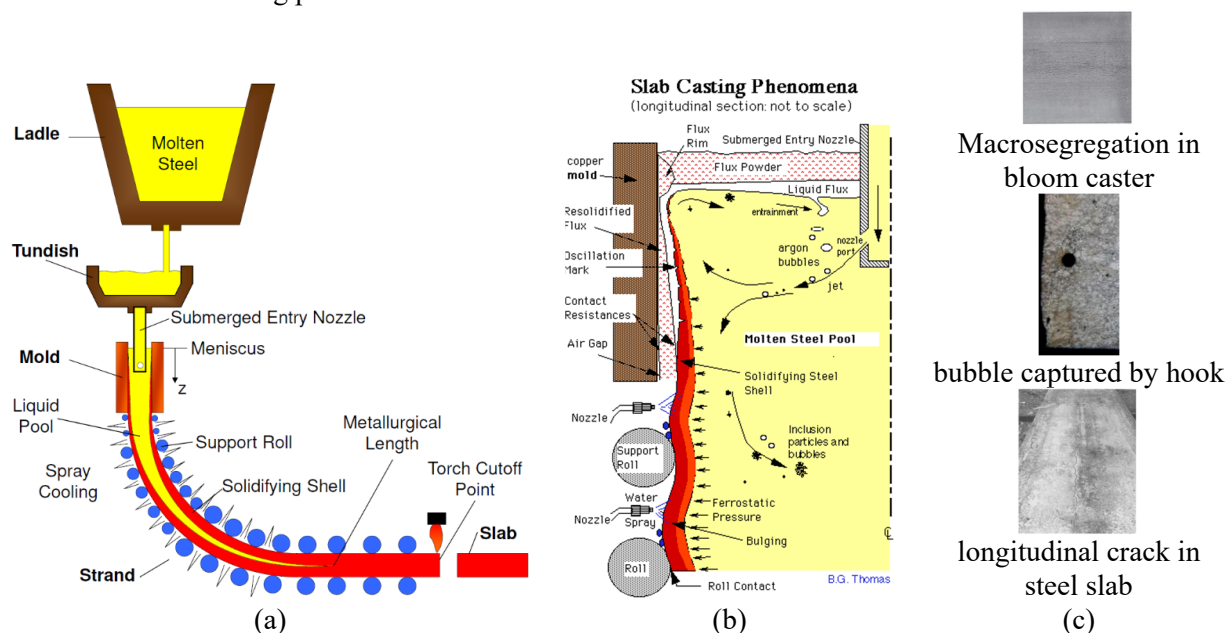 Ladle
Molten
Steel
Tundish
Submerged Entry Nozzle
Meniscus
Mold
z
Liquid
Pool
Support Roll
Metallurgical
Length
Spray
Cooling
Solidifying Shell
Torch Cutoff
Point
Slab
Strand
(a)
Slab Casting Phenomena
(longitudinal section: not to scale)
Flux
Rim
Submerged Entry Nozzle
copper
mold
Flux Powder
Liquid Flux
Resolidified
Flux
entrainment
Oscillation
Mark
argon
bubbles
nozzle
port
jet
Contact
Resistances
Air Gap
Molten Steel Pool
Solidifying Steel
Shell
Nozzle
Support
Roll
Inclusion
particles and
bubbles
Water
Spray
Nozzle
Ferrostatic
Pressure
Bulging
Roll
Roll Contact
B.G. Thomas
(b)
Macrosegregation in
bloom caster
bubble captured by hook
longitudinal crack in
steel slab
(c)